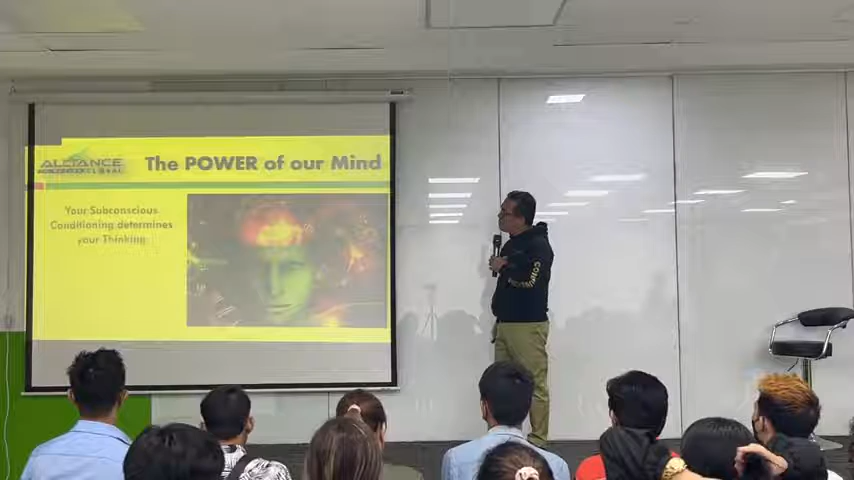 ALLIANCE
The POWER of our Mind
Your Subconscious
Conditioning determines
your Thinking